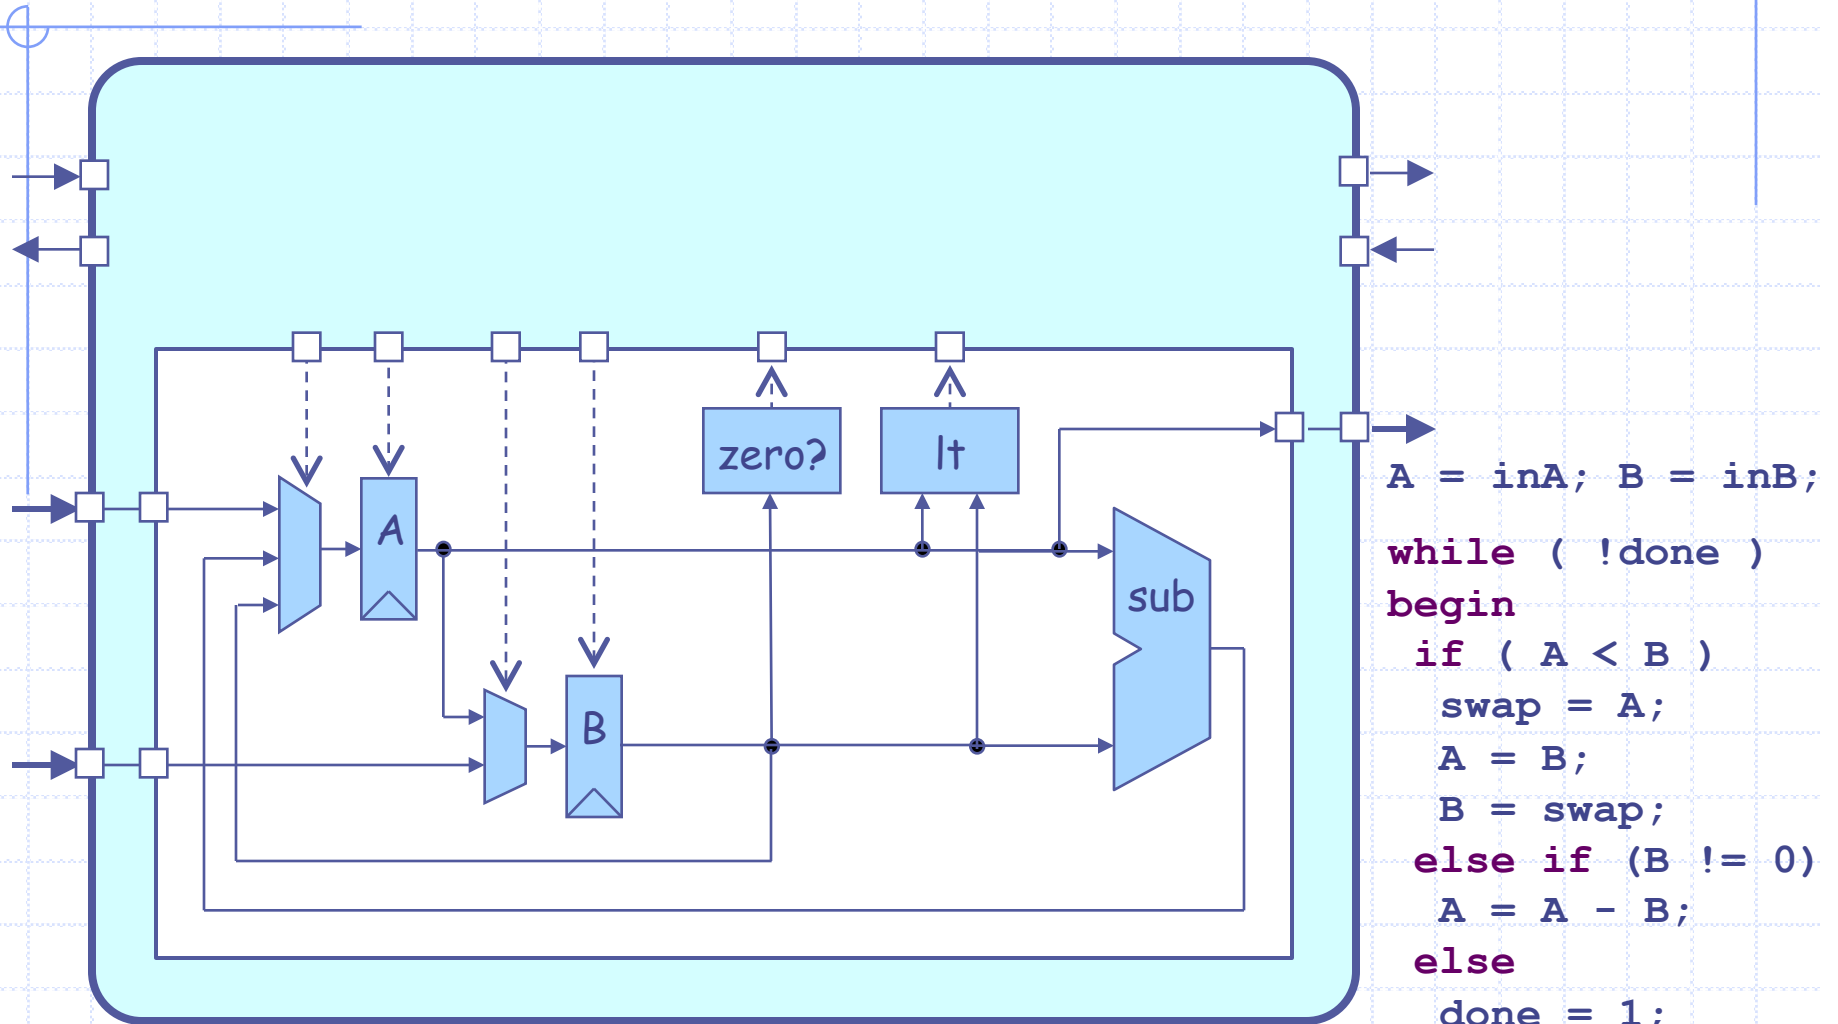 zero?
lt
A
sub
B
A = inA; B = inB;
while ( !done )
begin
if ( A < B )
swap = A;
A = B;
B = swap;
else if (B != 0)
A = A - B;
else
done = 1;